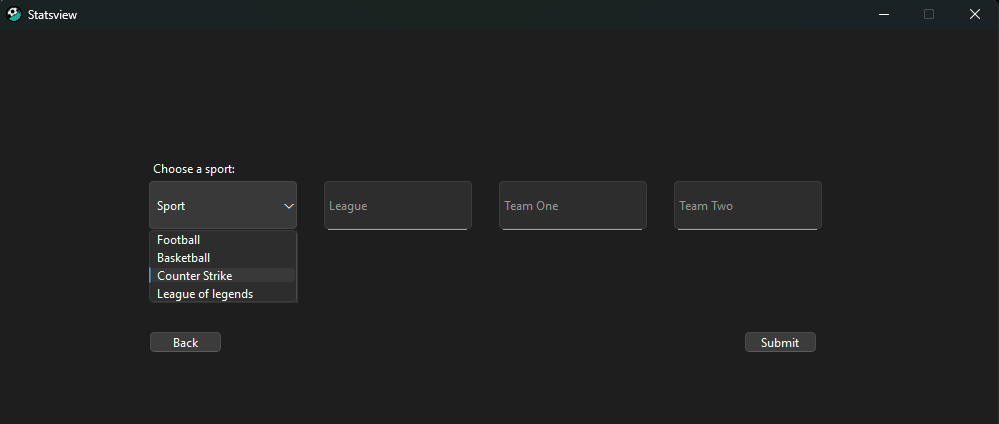 Statsview
Choose a sport:
Sport
League
Team One
Team Two
Football
Basketball
Counter Strike
League of legends
Back
Submit